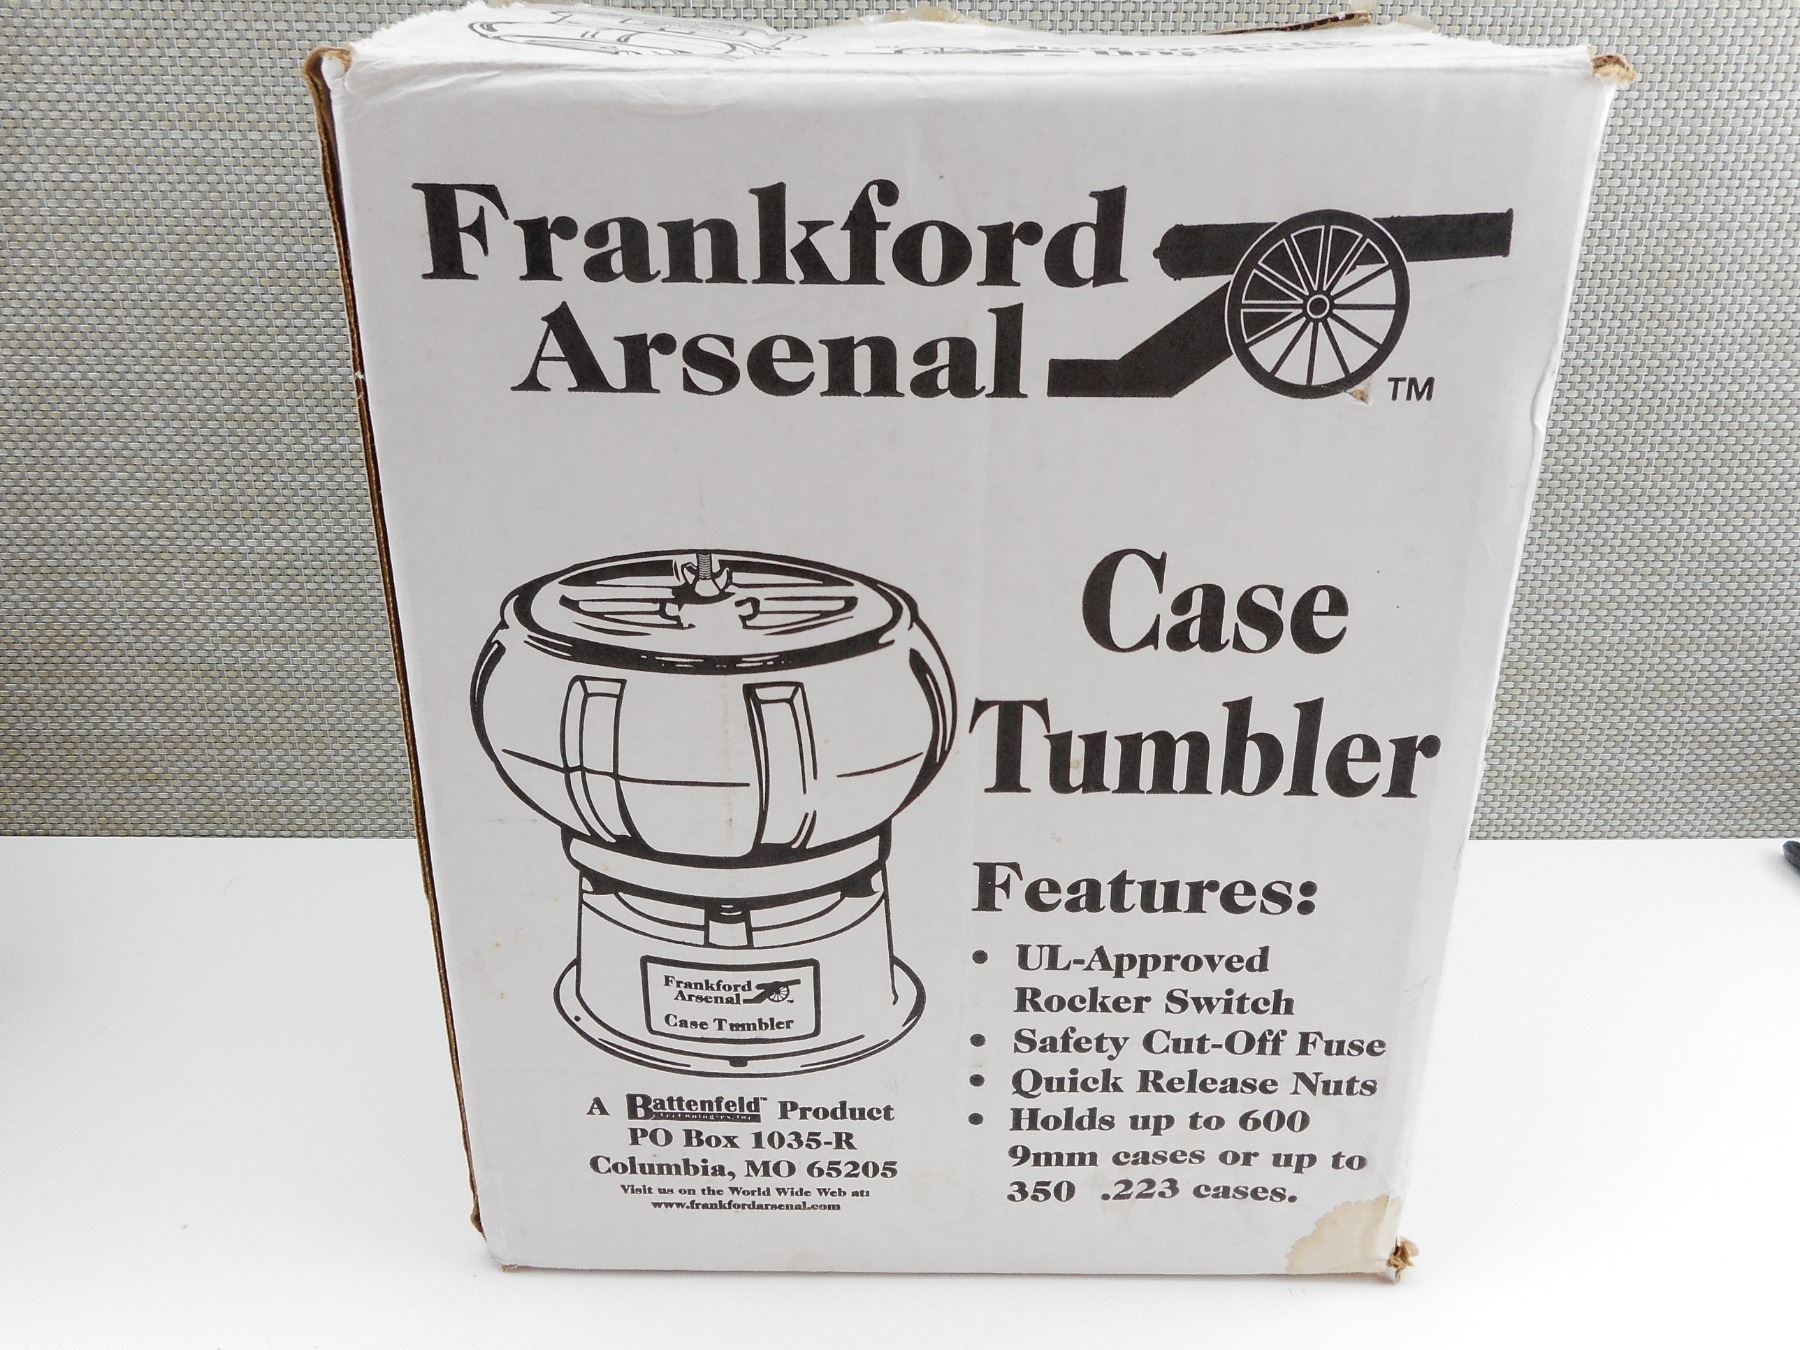 Frankford
Arsenal
TM
Case
Tumbler
Features:
• UL-Approved
Rocker Switch
• Safety Cut-Off Fuse
• Quick Release Nuts
• Holds up to 600
9mm cases or up to
350 .223 cases.
Frankford
Arsenal
Case Tumbler
A Battenfeld™ Product
PO Box 1035-R
Columbia, MO 65205
Visit us on the World Wide Web at:
www.frankfordarsenal.com